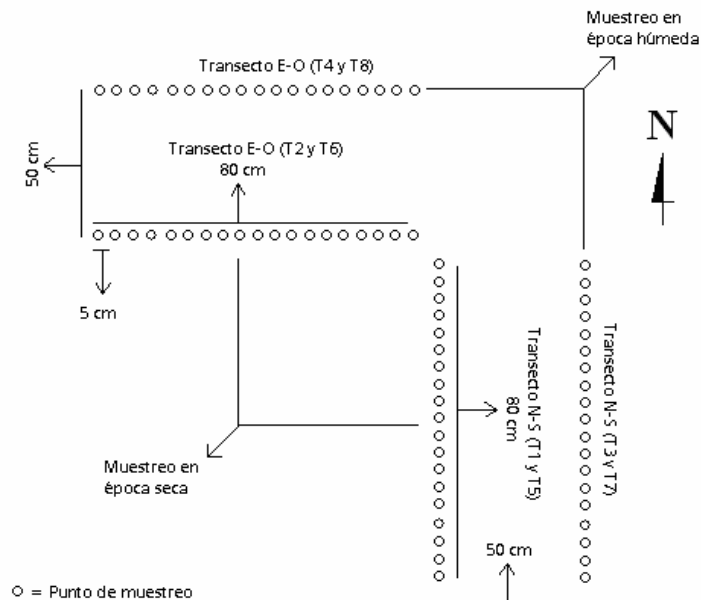 Muestreo en
época húmeda
Transecto E-O (T4 y T8)
N
50 cm
Transecto E-O (T2 y T6)
80 cm
5 cm
Transecto N-S (T1 y T5)
80 cm
Transecto N-S (T3 y T7)
Muestreo en
época seca
50 cm
O = Punto de muestreo